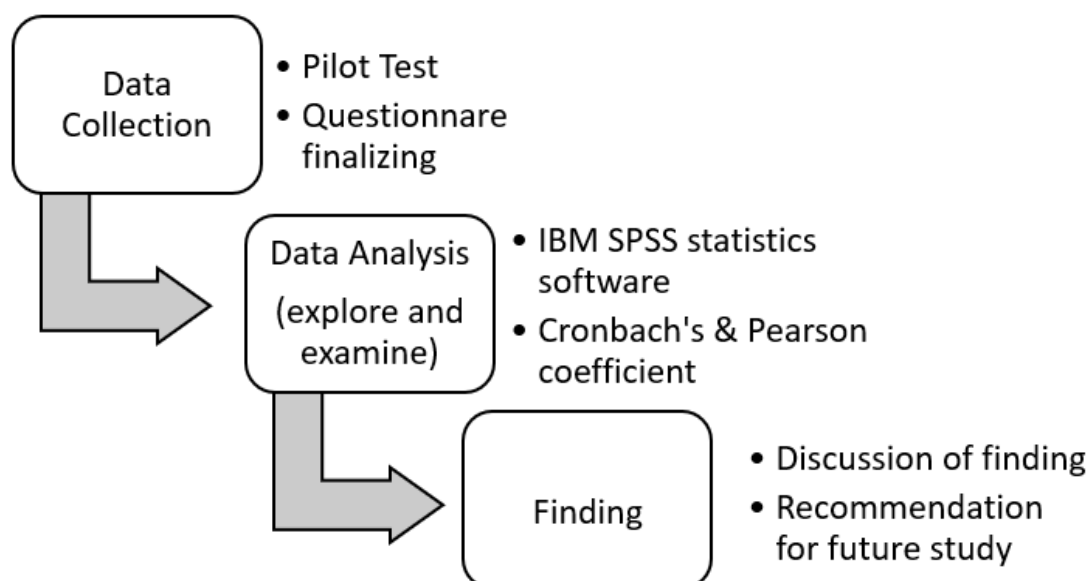 Data
Collection
• Pilot Test
• Questionnare
finalizing
Data Analysis
(explore and
examine)
• IBM SPSS statistics
software
• Cronbach's & Pearson
coefficient
Finding
• Discussion of finding
• Recommendation
for future study